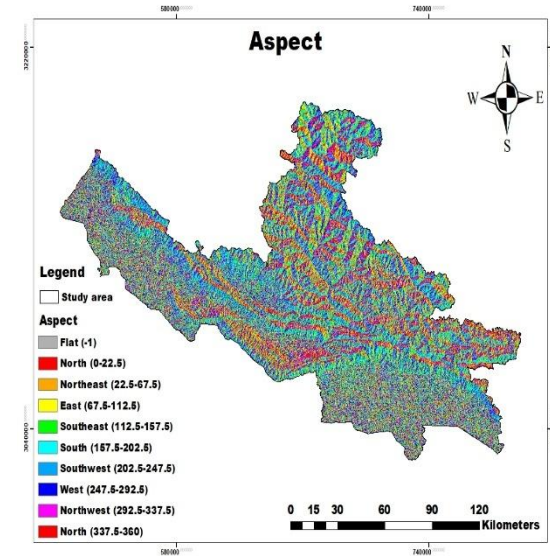 580000 740000
3220000
Aspect
N
W E
S
Legend
Study area
Aspect
Flat (-1)
North (0-22.5)
Northeast (22.5-67.5)
East (67.5-112.5)
Southeast (112.5-157.5)
South (157.5-202.5)
Southwest (202.5-247.5)
West (247.5-292.5)
Northwest (292.5-337.5)
North (337.5-360)
3040000
0 15 30 60 90 120
Kilometers
580000 740000